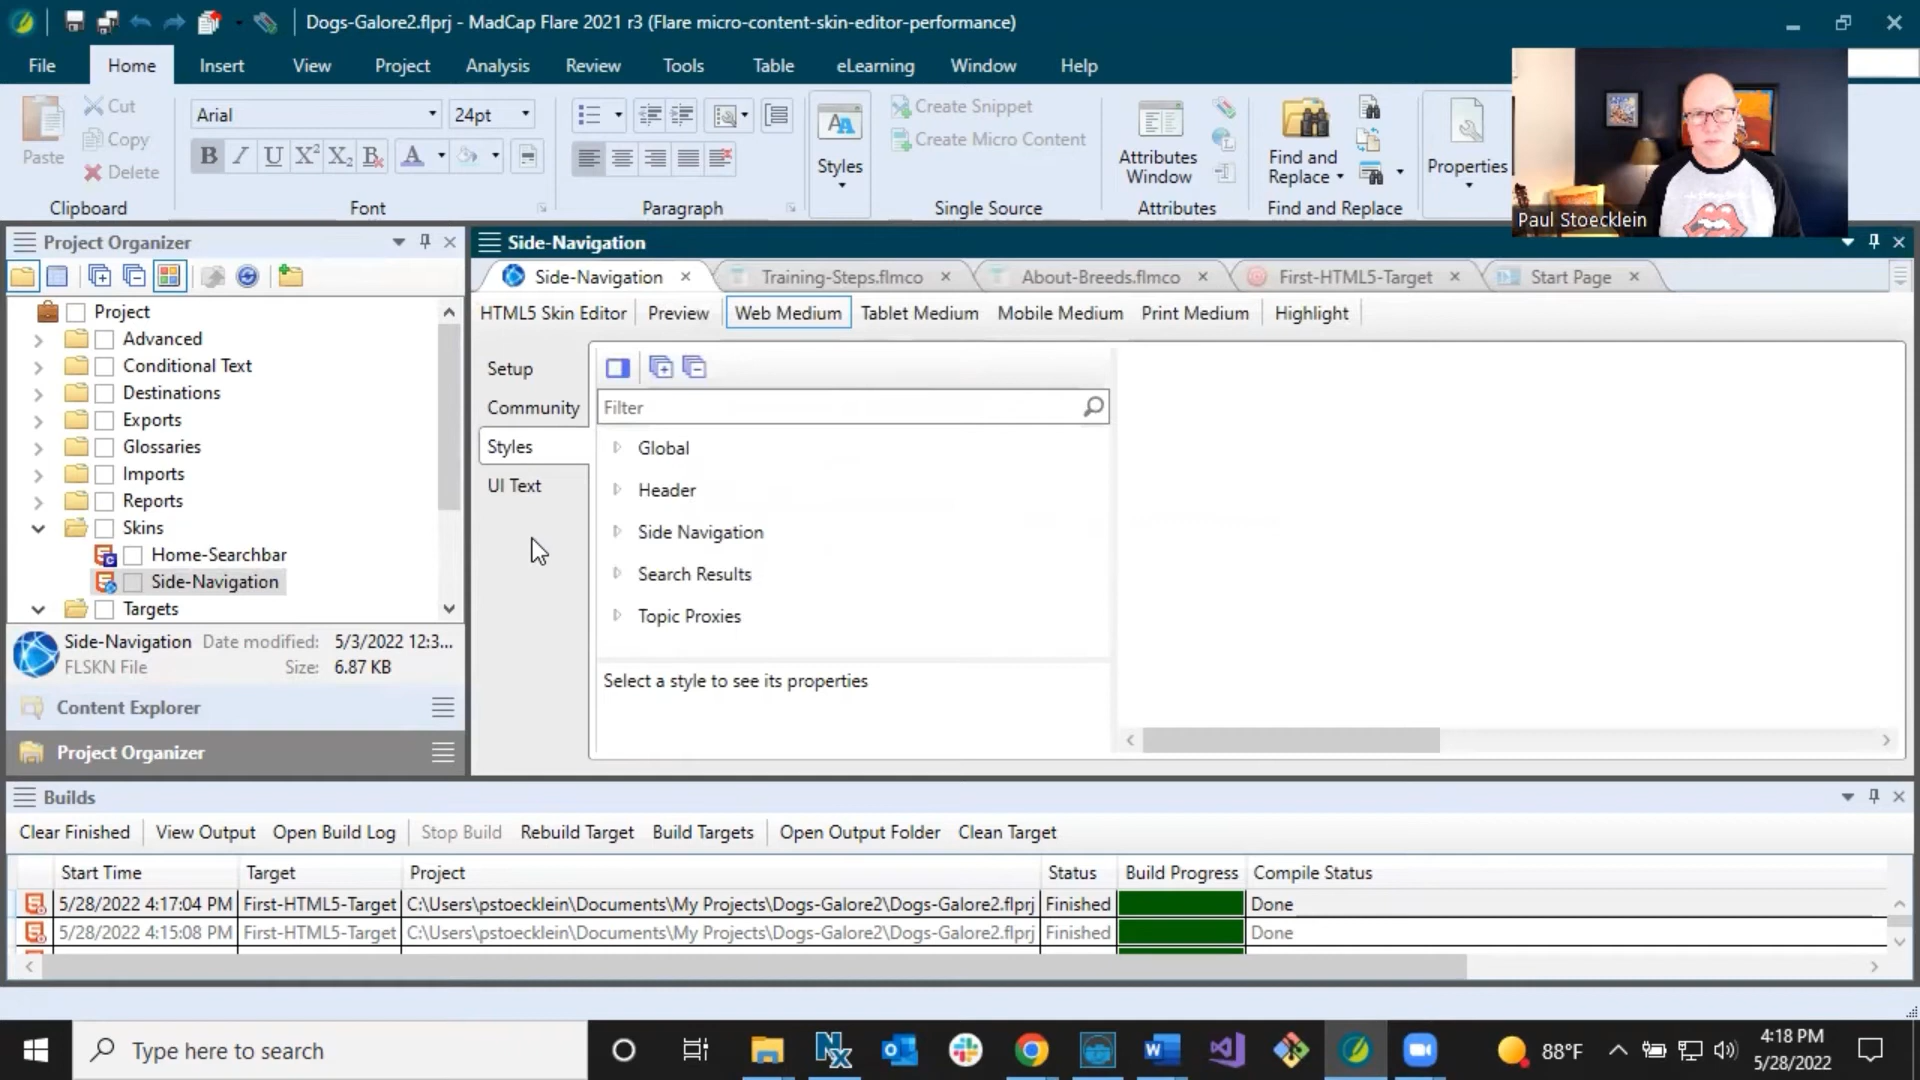 Dogs-Galore2.flprj - MadCap Flare 2021 r3 (Flare micro-content-skin-editor-performance)
File Home Insert View Project Analysis Review Tools Table eLearning Window Help
Paste
Cut
Copy
Delete
Clipboard
Arial 24pt
B I U X² X₂ B
A
Font
Paragraph
Styles
Create Snippet
Create Micro Content
Single Source
Attributes
Window
Attributes
Find and
Replace
Find and Replace
Properties
Paul Stoecklein
Project Organizer
Project
Advanced
Conditional Text
Destinations
Exports
Glossaries
Imports
Reports
Skins
Home-Searchbar
Side-Navigation
Targets
Side-Navigation Date modified: 5/3/2022 12:3...
FLSKN File Size: 6.87 KB
Content Explorer
Project Organizer
Side-Navigation
Side-Navigation Training-Steps.flmco About-Breeds.flmco First-HTML5-Target Start Page
HTML5 Skin Editor Preview Web Medium Tablet Medium Mobile Medium Print Medium Highlight
Setup
Community
Styles
UI Text
Filter
Global
Header
Side Navigation
Search Results
Topic Proxies
Select a style to see its properties
Builds
Clear Finished View Output Open Build Log Stop Build Rebuild Target Build Targets Open Output Folder Clean Target
Start Time Target Project Status Build Progress Compile Status
5/28/2022 4:17:04 PM First-HTML5-Target C:\Users\pstoecklein\Documents\My Projects\Dogs-Galore2\Dogs-Galore2.flprj Finished Done
5/28/2022 4:15:08 PM First-HTML5-Target C:\Users\pstoecklein\Documents\My Projects\Dogs-Galore2\Dogs-Galore2.flprj Finished Done
Type here to search
88°F
4:18 PM
5/28/2022